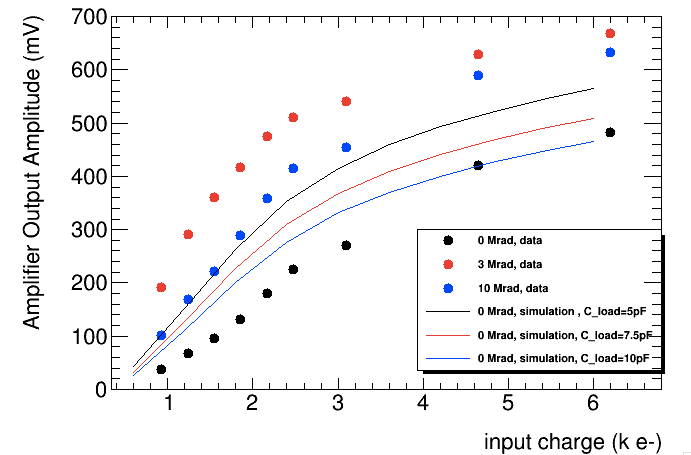 Amplifier Output Amplitude (mV)
700
600
500
400
300
200
100
0
1
2
3
4
5
6
input charge (k e-)
0 Mrad, data
3 Mrad, data
10 Mrad, data
0 Mrad, simulation , C_load=5pF
0 Mrad, simulation, C_load=7.5pF
0 Mrad, simulation, C_load=10pF